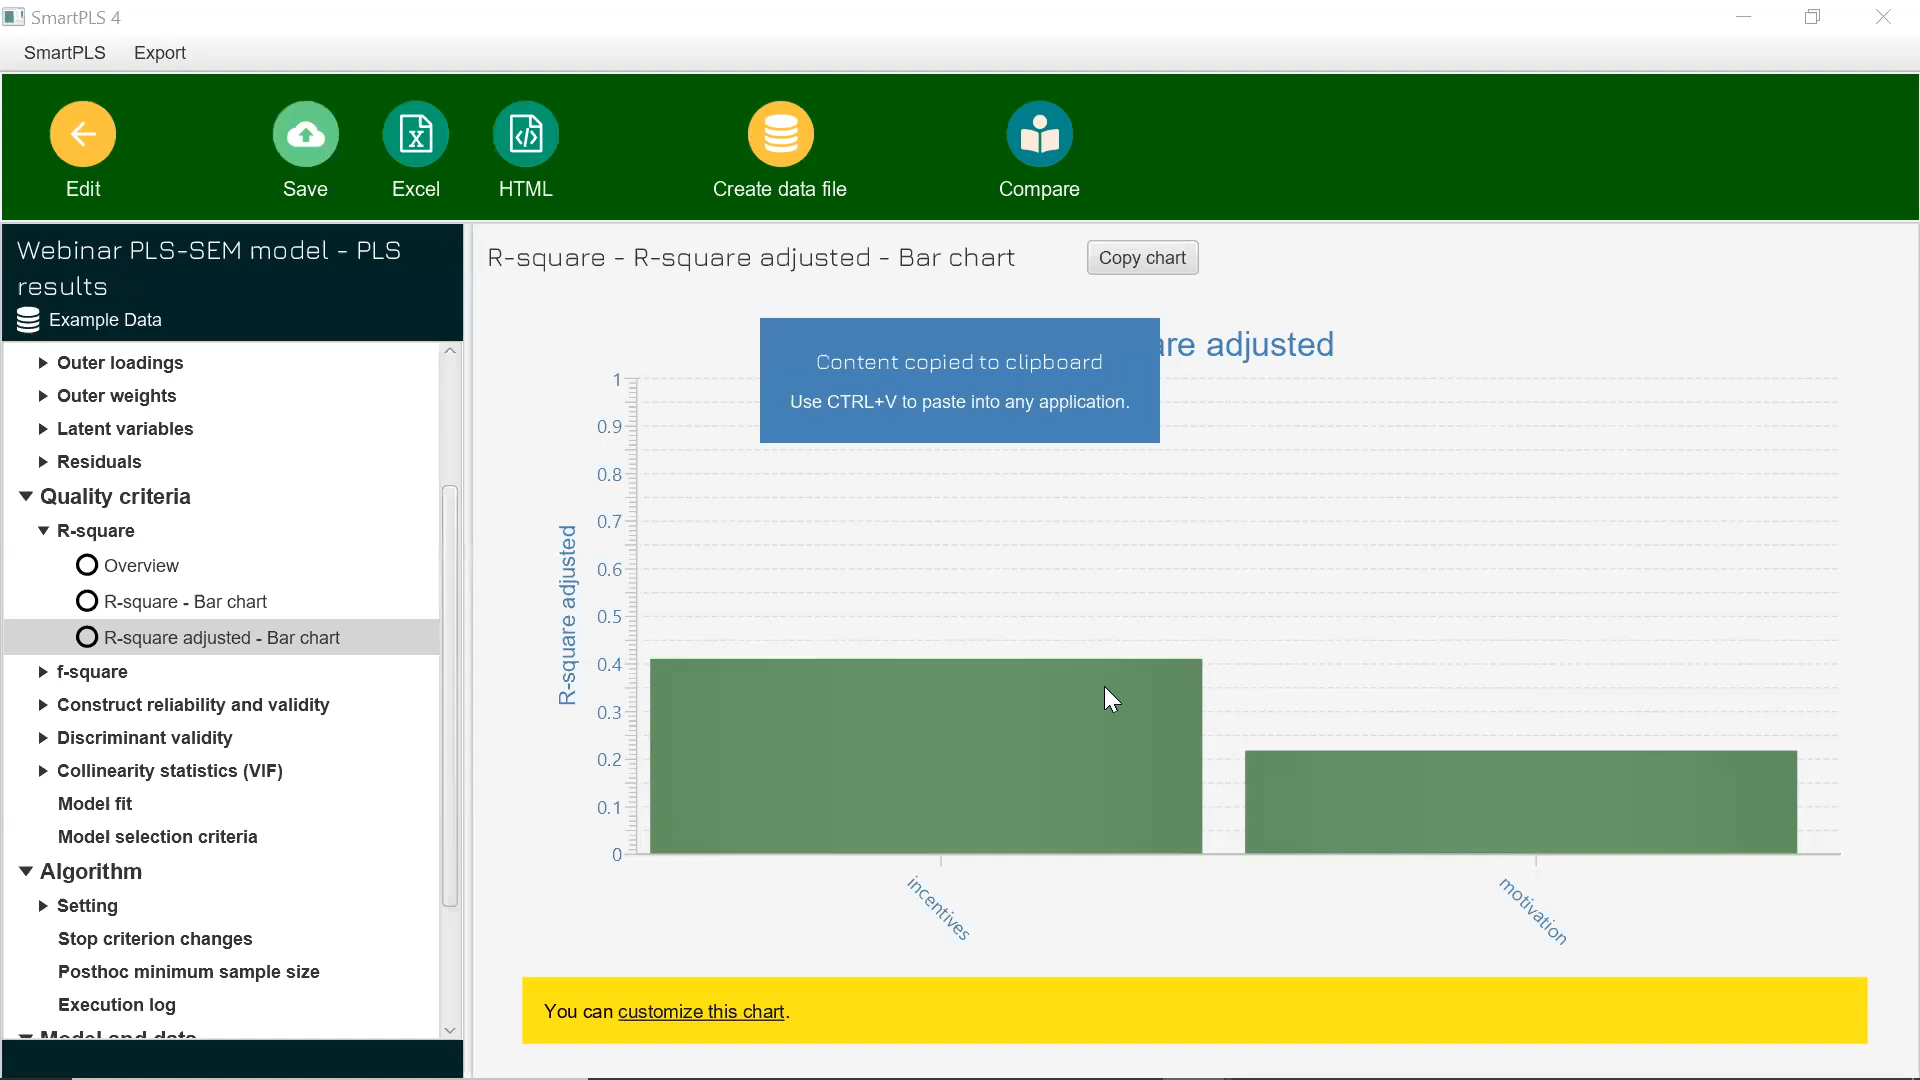 SmartPLS 4
SmartPLS Export
Edit
Save
Excel
HTML
Create data file
Compare
Webinar PLS-SEM model - PLS
results
Example Data
Outer loadings
Outer weights
Latent variables
Residuals
Quality criteria
R-square
Overview
R-square - Bar chart
R-square adjusted - Bar chart
f-square
Construct reliability and validity
Discriminant validity
Collinearity statistics (VIF)
Model fit
Model selection criteria
Algorithm
Setting
Stop criterion changes
Posthoc minimum sample size
Execution log
Model and data
R-square - R-square adjusted - Bar chart
Copy chart
are adjusted
Content copied to clipboard
Use CTRL+V to paste into any application.
R-square adjusted
1
0.9
0.8
0.7
0.6
0.5
0.4
0.3
0.2
0.1
0
incentives
motivation
You can customize this chart.